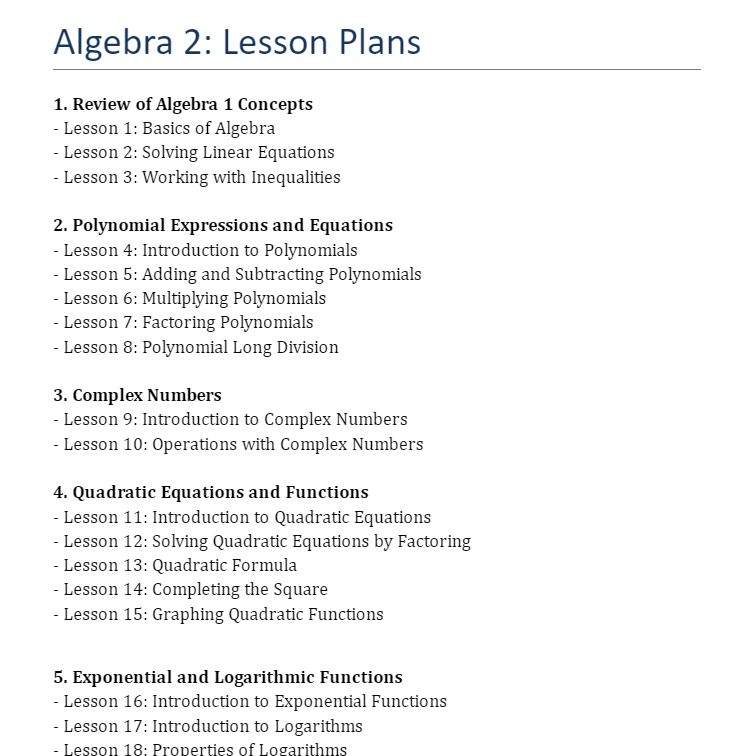 Algebra 2: Lesson Plans
1. Review of Algebra 1 Concepts
- Lesson 1: Basics of Algebra
- Lesson 2: Solving Linear Equations
- Lesson 3: Working with Inequalities
2. Polynomial Expressions and Equations
- Lesson 4: Introduction to Polynomials
- Lesson 5: Adding and Subtracting Polynomials
- Lesson 6: Multiplying Polynomials
- Lesson 7: Factoring Polynomials
- Lesson 8: Polynomial Long Division
3. Complex Numbers
- Lesson 9: Introduction to Complex Numbers
- Lesson 10: Operations with Complex Numbers
4. Quadratic Equations and Functions
- Lesson 11: Introduction to Quadratic Equations
- Lesson 12: Solving Quadratic Equations by Factoring
- Lesson 13: Quadratic Formula
- Lesson 14: Completing the Square
- Lesson 15: Graphing Quadratic Functions
5. Exponential and Logarithmic Functions
- Lesson 16: Introduction to Exponential Functions
- Lesson 17: Introduction to Logarithms
- Lesson 18: Properties of Logarithms